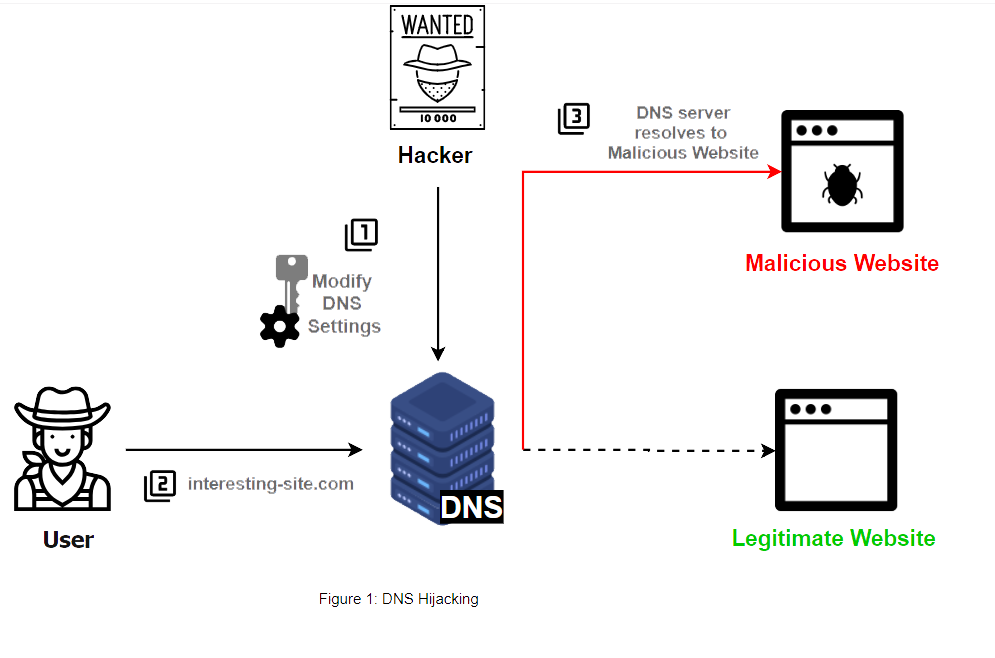 WANTED
10 000
Hacker
3
DNS server
resolves to
Malicious Website
Malicious Website
1
Modify
DNS
Settings
User
2
interesting-site.com
DNS
Legitimate Website
Figure 1: DNS Hijacking